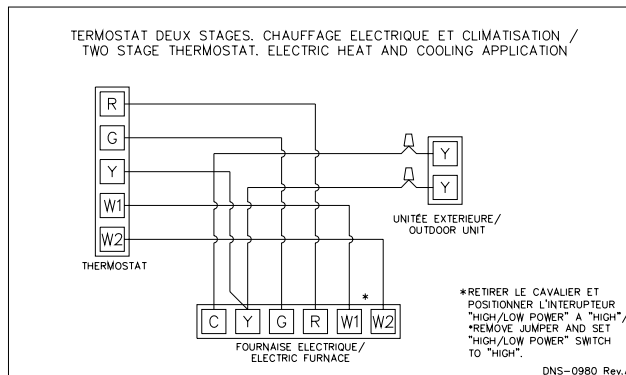 TERMOSTAT DEUX STAGES. CHAUFFAGE ELECTRIQUE ET CLIMATISATION /
TWO STAGE THERMOSTAT. ELECTRIC HEAT AND COOLING APPLICATION
R
G
Y
W1
W2
THERMOSTAT
Y
Y
UNITÉE EXTERIEURE/
OUTDOOR UNIT
*
C Y G R W1 W2
FOURNAISE ELECTRIQUE/
ELECTRIC FURNACE
*RETIRER LE CAVALIER ET
POSITIONNER L'INTERUPTEUR
"HIGH/LOW POWER" A "HIGH"/
*REMOVE JUMPER AND SET
"HIGH/LOW POWER" SWITCH
TO "HIGH".
DNS-0980 Rev.